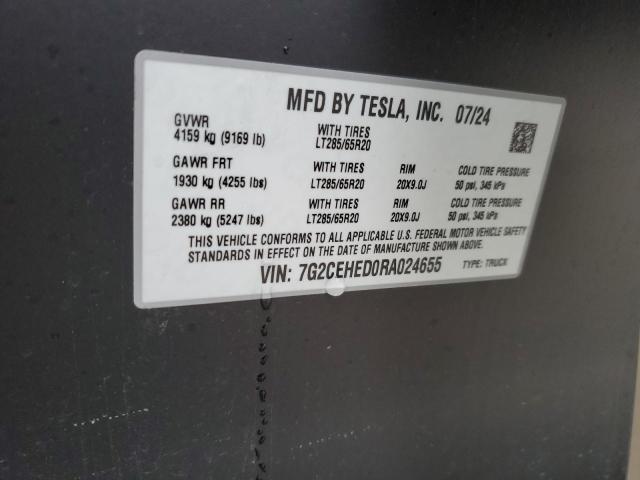 MFD BY TESLA, INC. 07/24
GVWR
4159 kg (9169 lb)
WITH TIRES
LT285/65R20
GAWR FRT WITH TIRES RIM COLD TIRE PRESSURE
1930 kg (4255 lbs) LT285/65R20 20X9.0J 50 psi, 345 kPa
GAWR RR WITH TIRES RIM COLD TIRE PRESSURE
2380 kg (5247 lbs) LT285/65R20 20X9.0J 50 psi, 345 kPa
THIS VEHICLE CONFORMS TO ALL APPLICABLE U.S. FEDERAL MOTOR VEHICLE SAFETY
STANDARDS IN EFFECT ON THE DATE OF MANUFACTURE SHOWN ABOVE.
VIN: 7G2CEHED0RA024655 TYPE: TRUCK